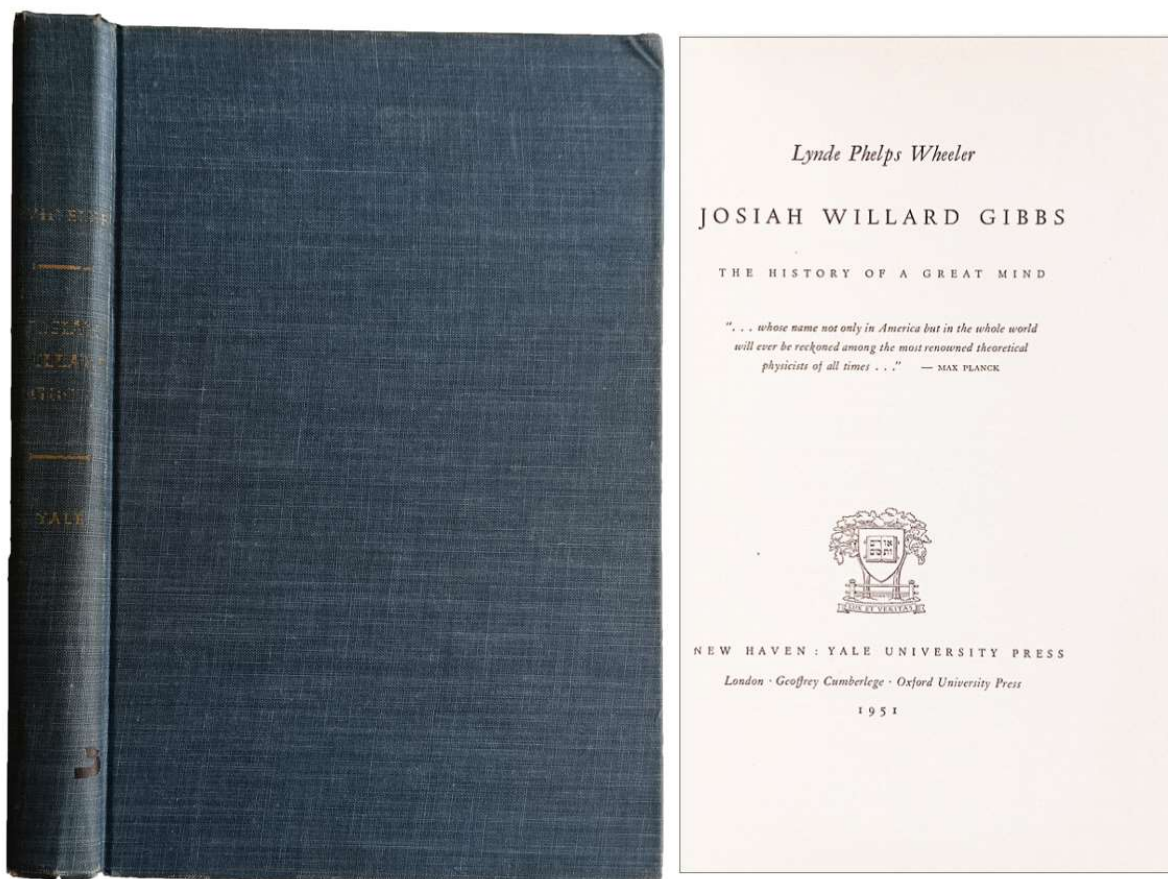 YALE
Lynde Phelps Wheeler
JOSIAH WILLARD GIBBS
THE HISTORY OF A GREAT MIND
". . . whose name not only in America but in the whole world
will ever be reckoned among the most renowned theoretical
physicists of all times . . ." — MAX PLANCK
LUX ET VERITAS
NEW HAVEN : YALE UNIVERSITY PRESS
London · Geoffrey Cumberlege · Oxford University Press
1951